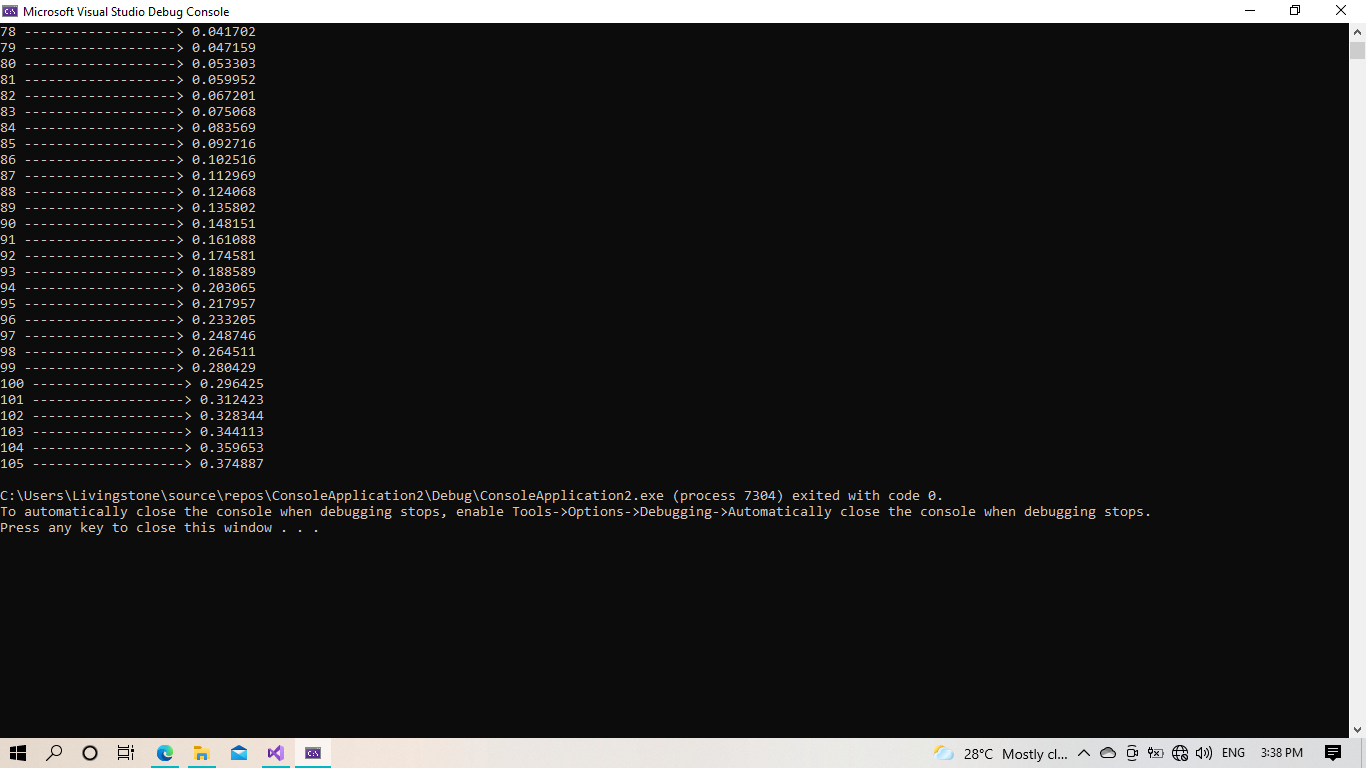 Microsoft Visual Studio Debug Console
78 -------------------> 0.041702
79 -------------------> 0.047159
80 -------------------> 0.053303
81 -------------------> 0.059952
82 -------------------> 0.067201
83 -------------------> 0.075068
84 -------------------> 0.083569
85 -------------------> 0.092716
86 -------------------> 0.102516
87 -------------------> 0.112969
88 -------------------> 0.124068
89 -------------------> 0.135802
90 -------------------> 0.148151
91 -------------------> 0.161088
92 -------------------> 0.174581
93 -------------------> 0.188589
94 -------------------> 0.203065
95 -------------------> 0.217957
96 -------------------> 0.233205
97 -------------------> 0.248746
98 -------------------> 0.264511
99 -------------------> 0.280429
100 -------------------> 0.296425
101 -------------------> 0.312423
102 -------------------> 0.328344
103 -------------------> 0.344113
104 -------------------> 0.359653
105 -------------------> 0.374887
C:\Users\Livingstone\source\repos\ConsoleApplication2\Debug\ConsoleApplication2.exe (process 7304) exited with code 0.
To automatically close the console when debugging stops, enable Tools->Options->Debugging->Automatically close the console when debugging stops.
Press any key to close this window . . .
28°C Mostly cl... ENG 3:38 PM